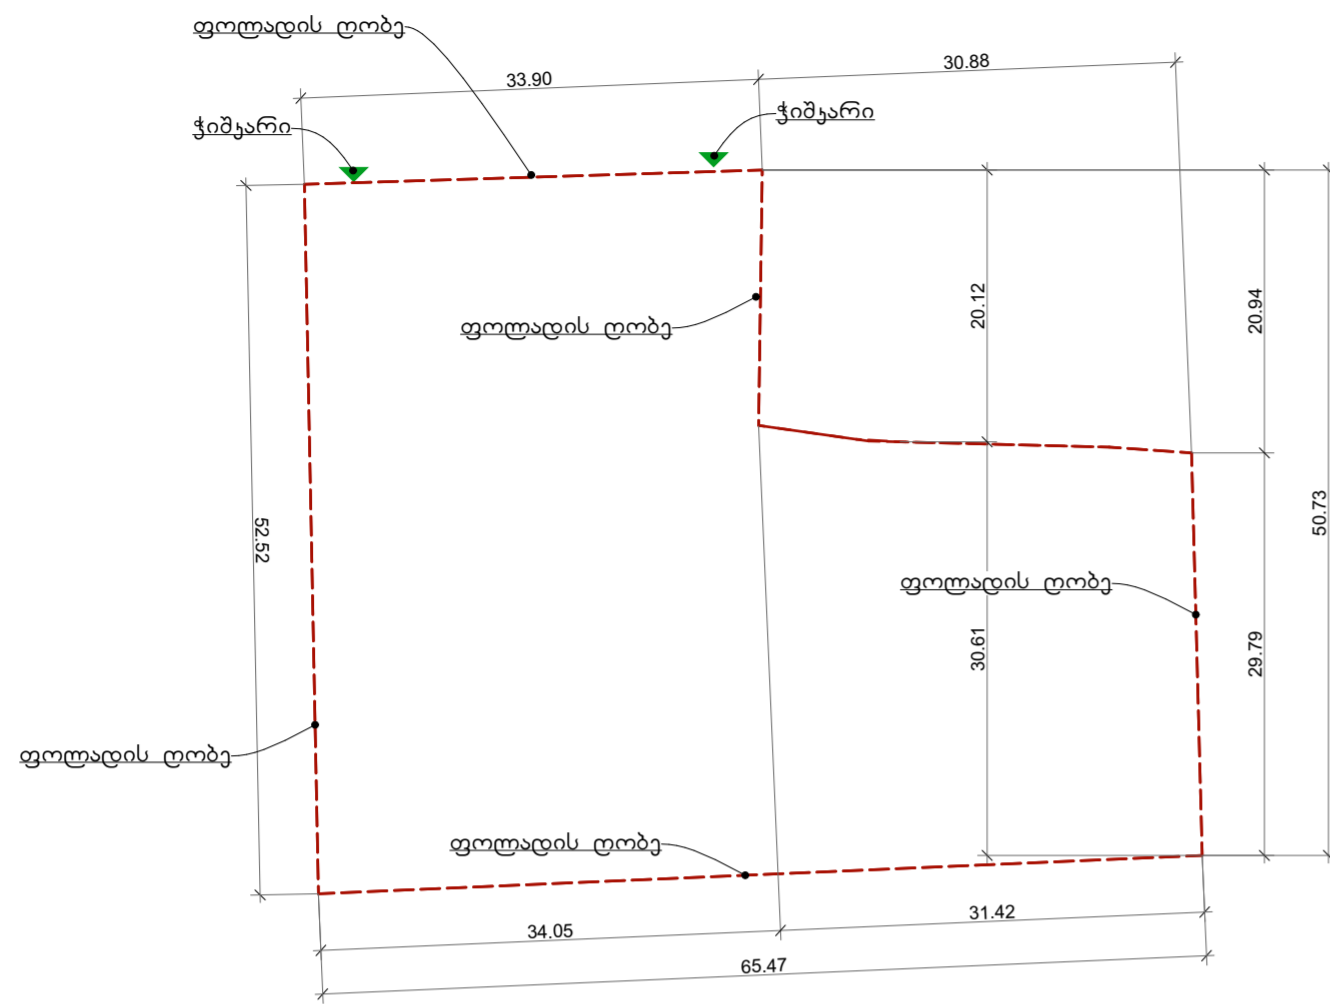 ფოლადის ღობე
30.88
33.90
ჭიშკარი
ჭიშკარი
20.12
20.94
ფოლადის ღობე
50.73
52.52
ფოლადის ღობე
30.61
29.79
ფოლადის ღობე
ფოლადის ღობე
31.42
34.05
65.47